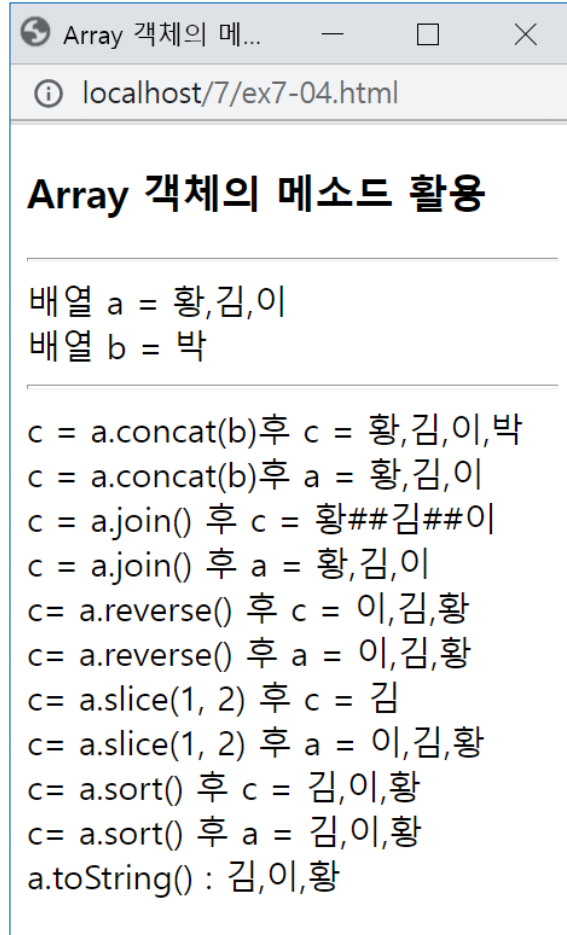 Array 객체의 메...
localhost/7/ex7-04.html
Array 객체의 메소드 활용
배열 a = 황,김,이
배열 b = 박
c = a.concat(b)후 c = 황,김,이,박
c = a.concat(b)후 a = 황,김,이
c = a.join() 후 c = 황##김##이
c = a.join() 후 a = 황,김,이
c= a.reverse() 후 c = 이,김,황
c= a.reverse() 후 a = 이,김,황
c= a.slice(1, 2) 후 c = 김
c= a.slice(1, 2) 후 a = 이,김,황
c= a.sort() 후 c = 김,이,황
c= a.sort() 후 a = 김,이,황
a.toString() : 김,이,황